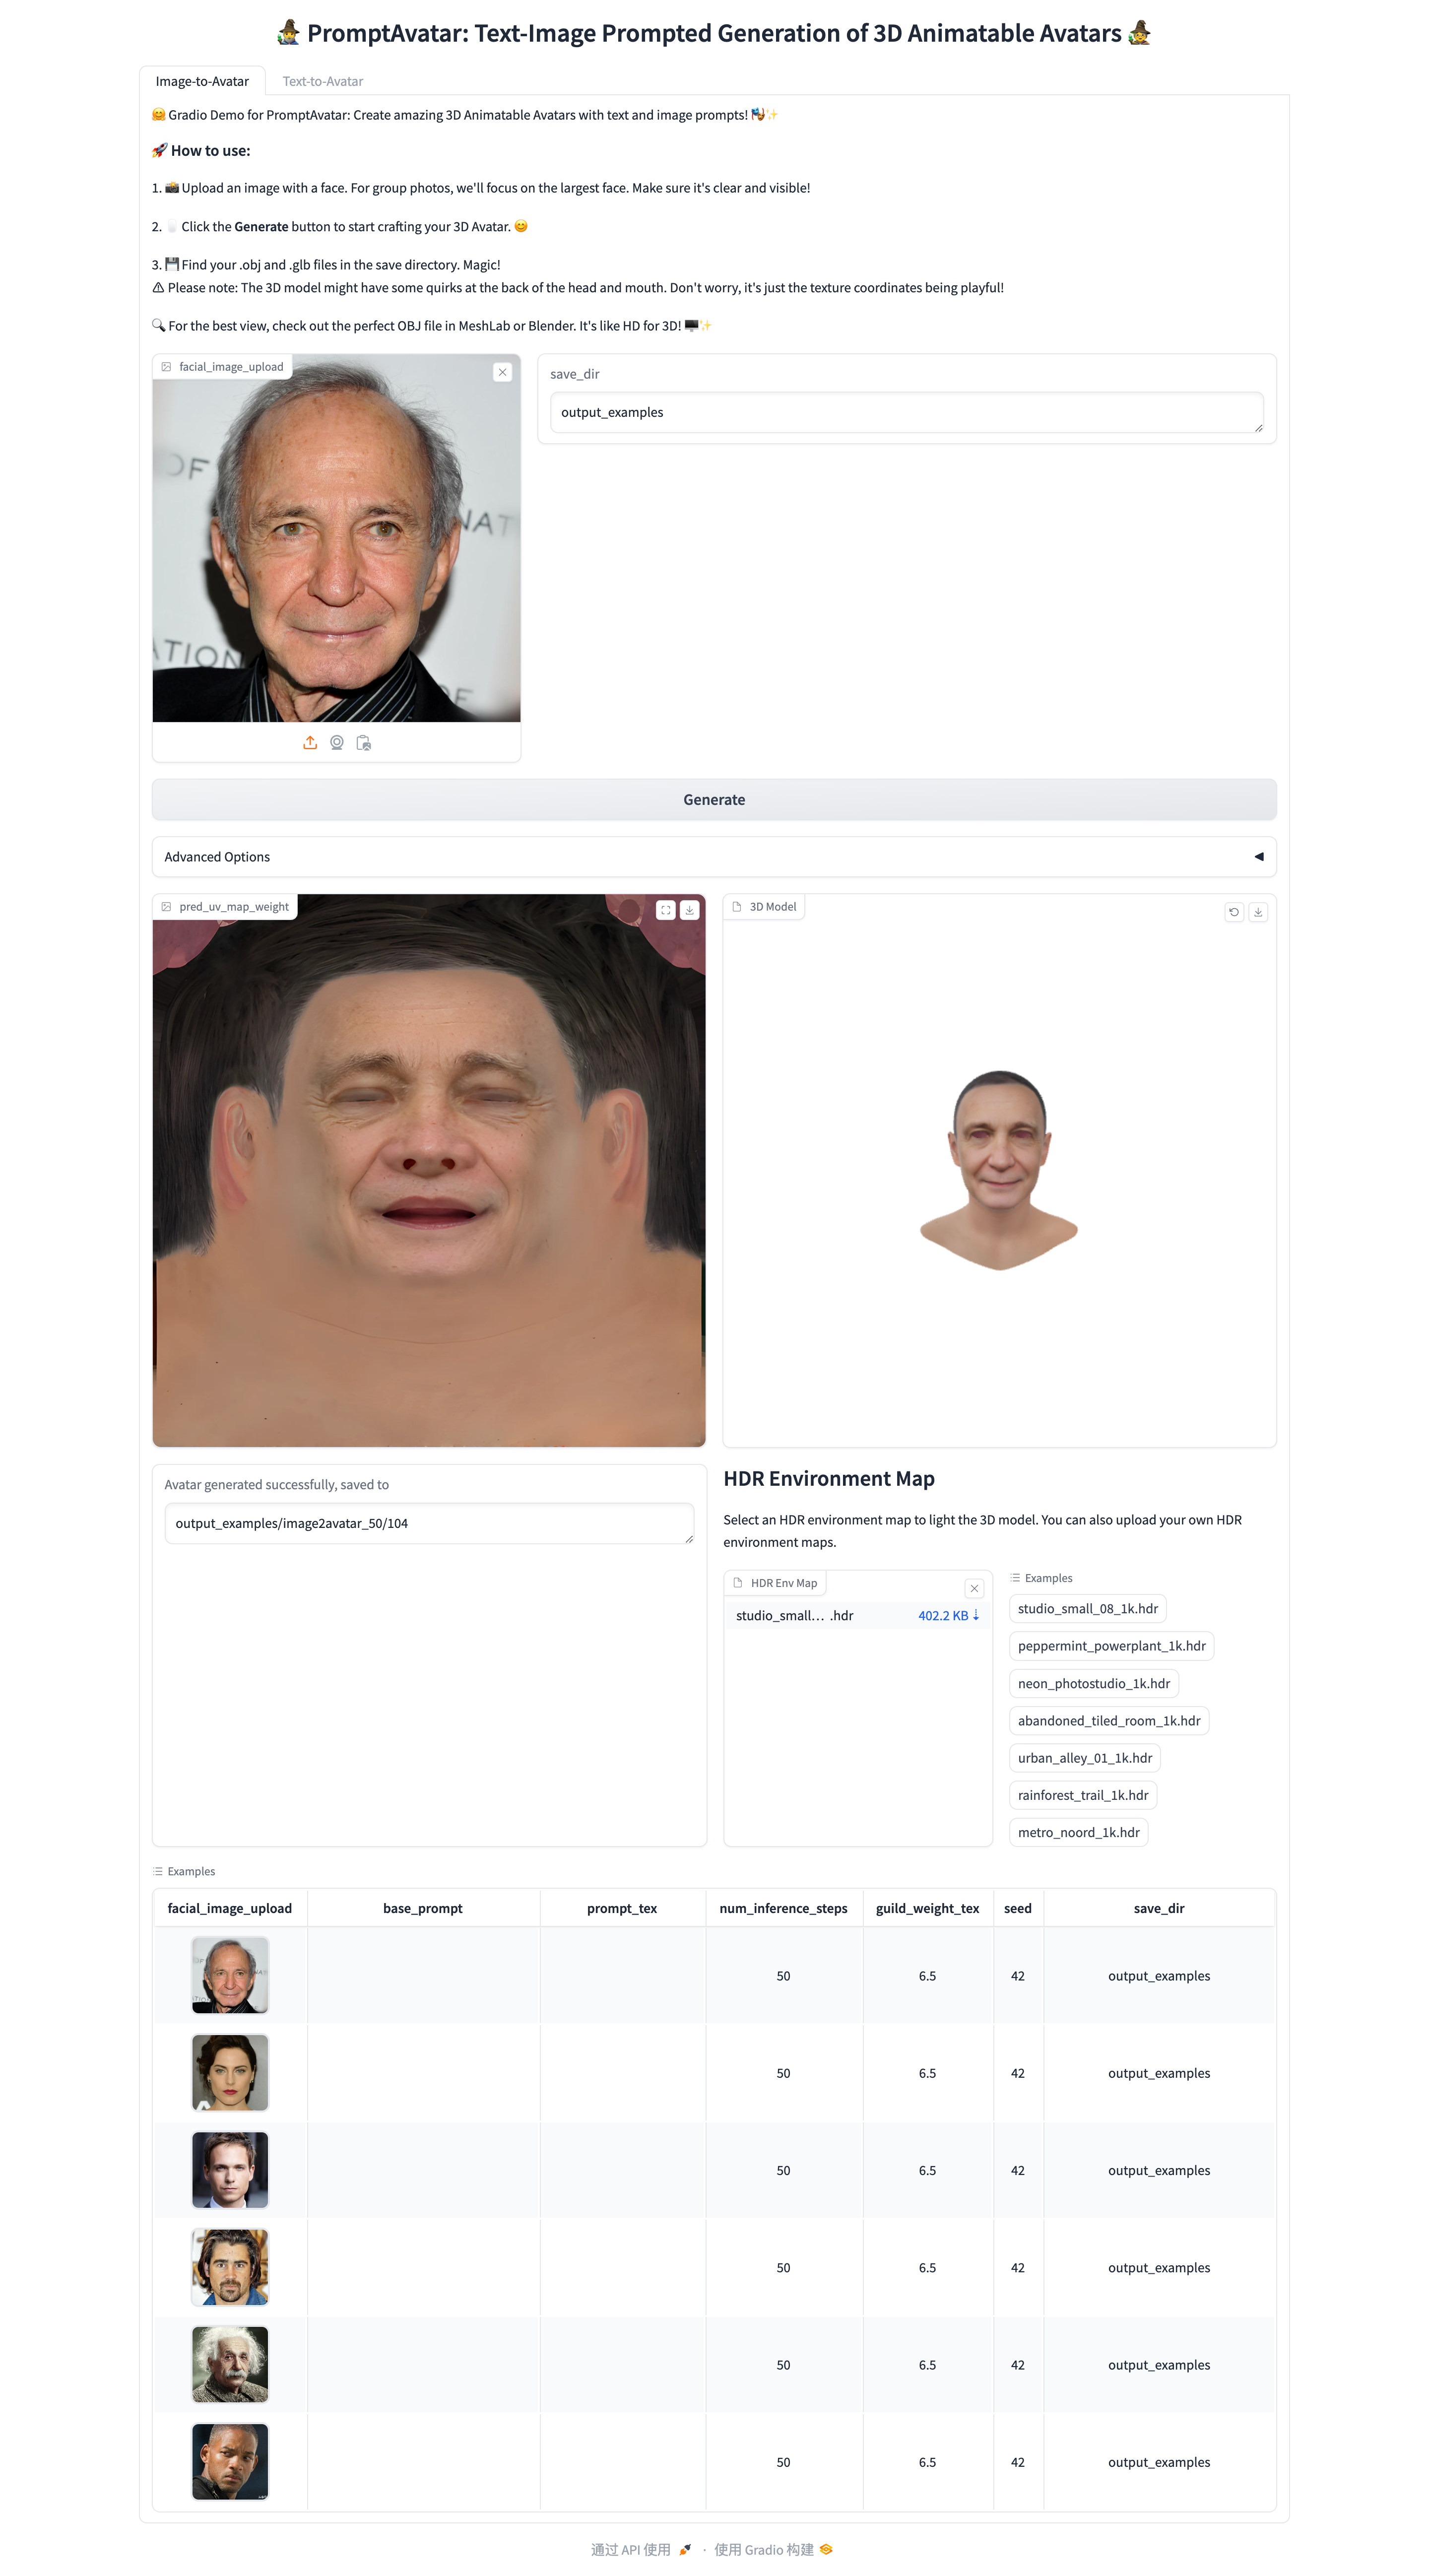 PromptAvatar: Text-Image Prompted Generation of 3D Animatable Avatars
Image-to-Avatar
Text-to-Avatar
Gradio Demo for PromptAvatar: Create amazing 3D Animatable Avatars with text and image prompts!
How to use:
1. Upload an image with a face. For group photos, we'll focus on the largest face. Make sure it's clear and visible!
2. Click the Generate button to start crafting your 3D Avatar.
3. Find your .obj and .glb files in the save directory. Magic!
Please note: The 3D model might have some quirks at the back of the head and mouth. Don't worry, it's just the texture coordinates being playful!
For the best view, check out the perfect OBJ file in MeshLab or Blender. It's like HD for 3D!
facial_image_upload
OF
NAT
ATION
OF
save_dir
output_examples
Generate
Advanced Options
pred_uv_map_weight
3D Model
Avatar generated successfully, saved to
output_examples/image2avatar_50/104
HDR Environment Map
Select an HDR environment map to light the 3D model. You can also upload your own HDR
environment maps.
HDR Env Map
studio_small... .hdr 402.2 KB
Examples
studio_small_08_1k.hdr
peppermint_powerplant_1k.hdr
neon_photostudio_1k.hdr
abandoned_tiled_room_1k.hdr
urban_alley_01_1k.hdr
rainforest_trail_1k.hdr
metro_noord_1k.hdr
Examples
facial_image_upload base_prompt prompt_tex num_inference_steps guild_weight_tex seed save_dir
50 6.5 42 output_examples
50 6.5 42 output_examples
50 6.5 42 output_examples
50 6.5 42 output_examples
50 6.5 42 output_examples
50 6.5 42 output_examples
通过 API 使用 · 使用 Gradio 构建